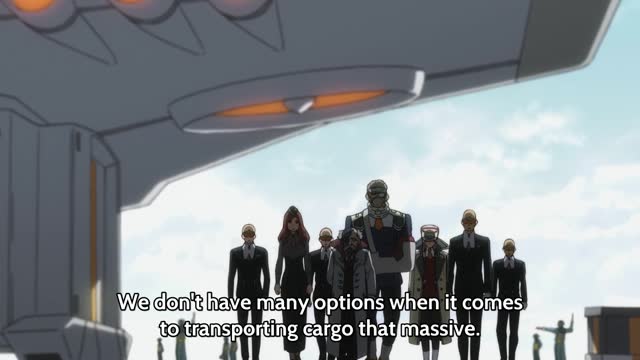 We don't have many options when it comes
to transporting cargo that massive.